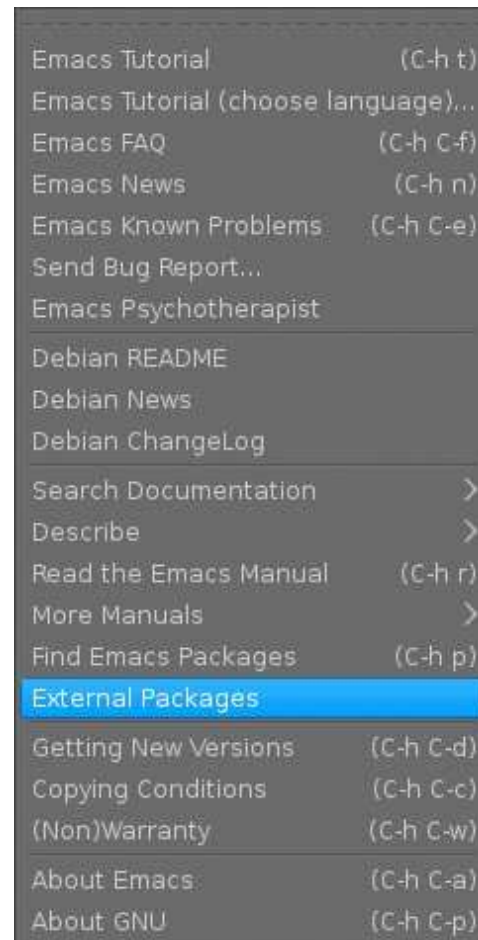 Emacs Tutorial (C-h t)
Emacs Tutorial (choose language)...
Emacs FAQ (C-h C-f)
Emacs News (C-h n)
Emacs Known Problems (C-h C-e)
Send Bug Report...
Emacs Psychotherapist
Debian README
Debian News
Debian ChangeLog
Search Documentation
Describe
Read the Emacs Manual (C-h r)
More Manuals
Find Emacs Packages (C-h p)
External Packages
Getting New Versions (C-h C-d)
Copying Conditions (C-h C-c)
(Non)Warranty (C-h C-w)
About Emacs (C-h C-a)
About GNU (C-h C-p)